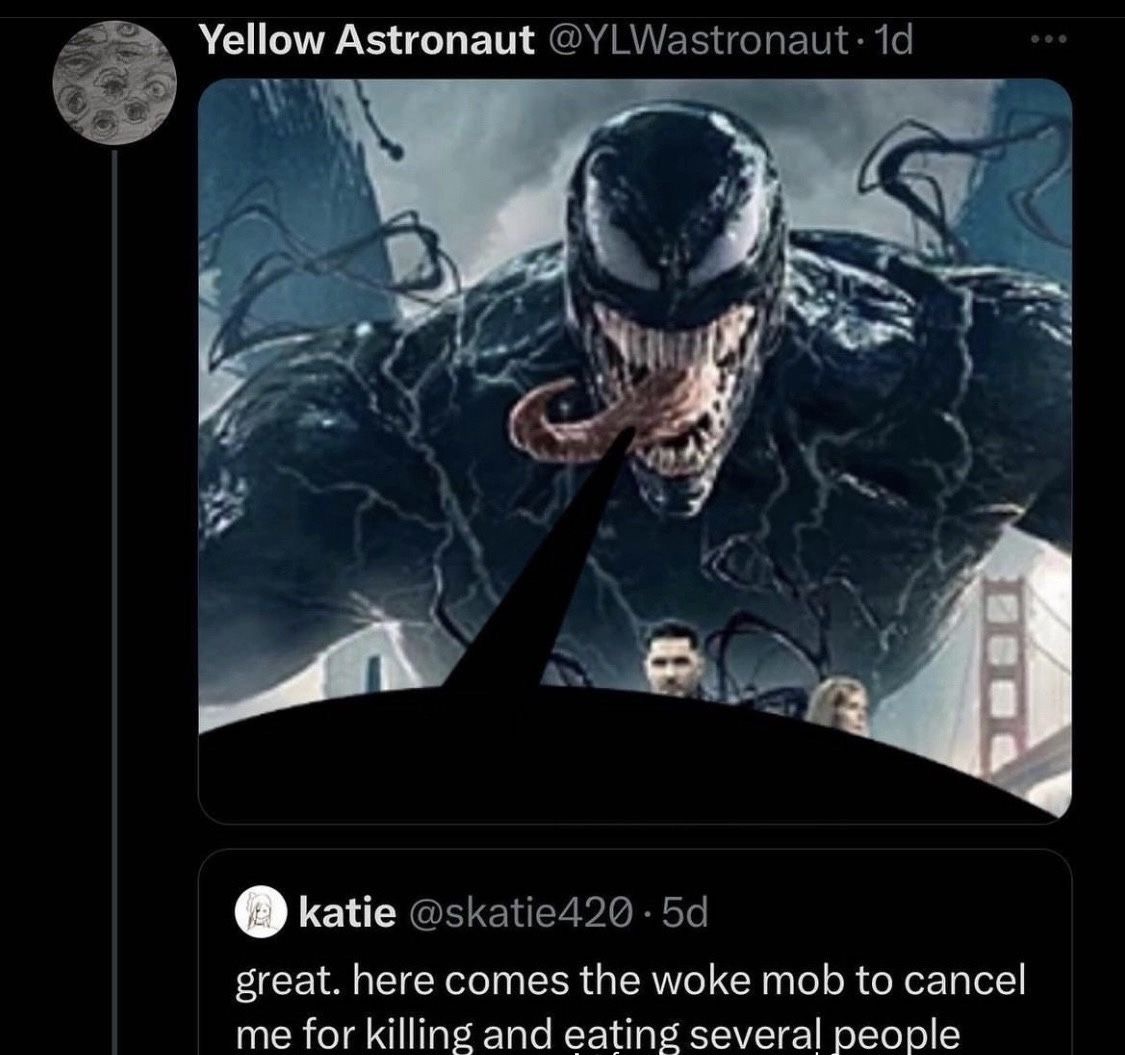 Yellow Astronaut @YLWastronaut · 1d
katie @skatie420 · 5d
great. here comes the woke mob to cancel
me for killing and eating several people